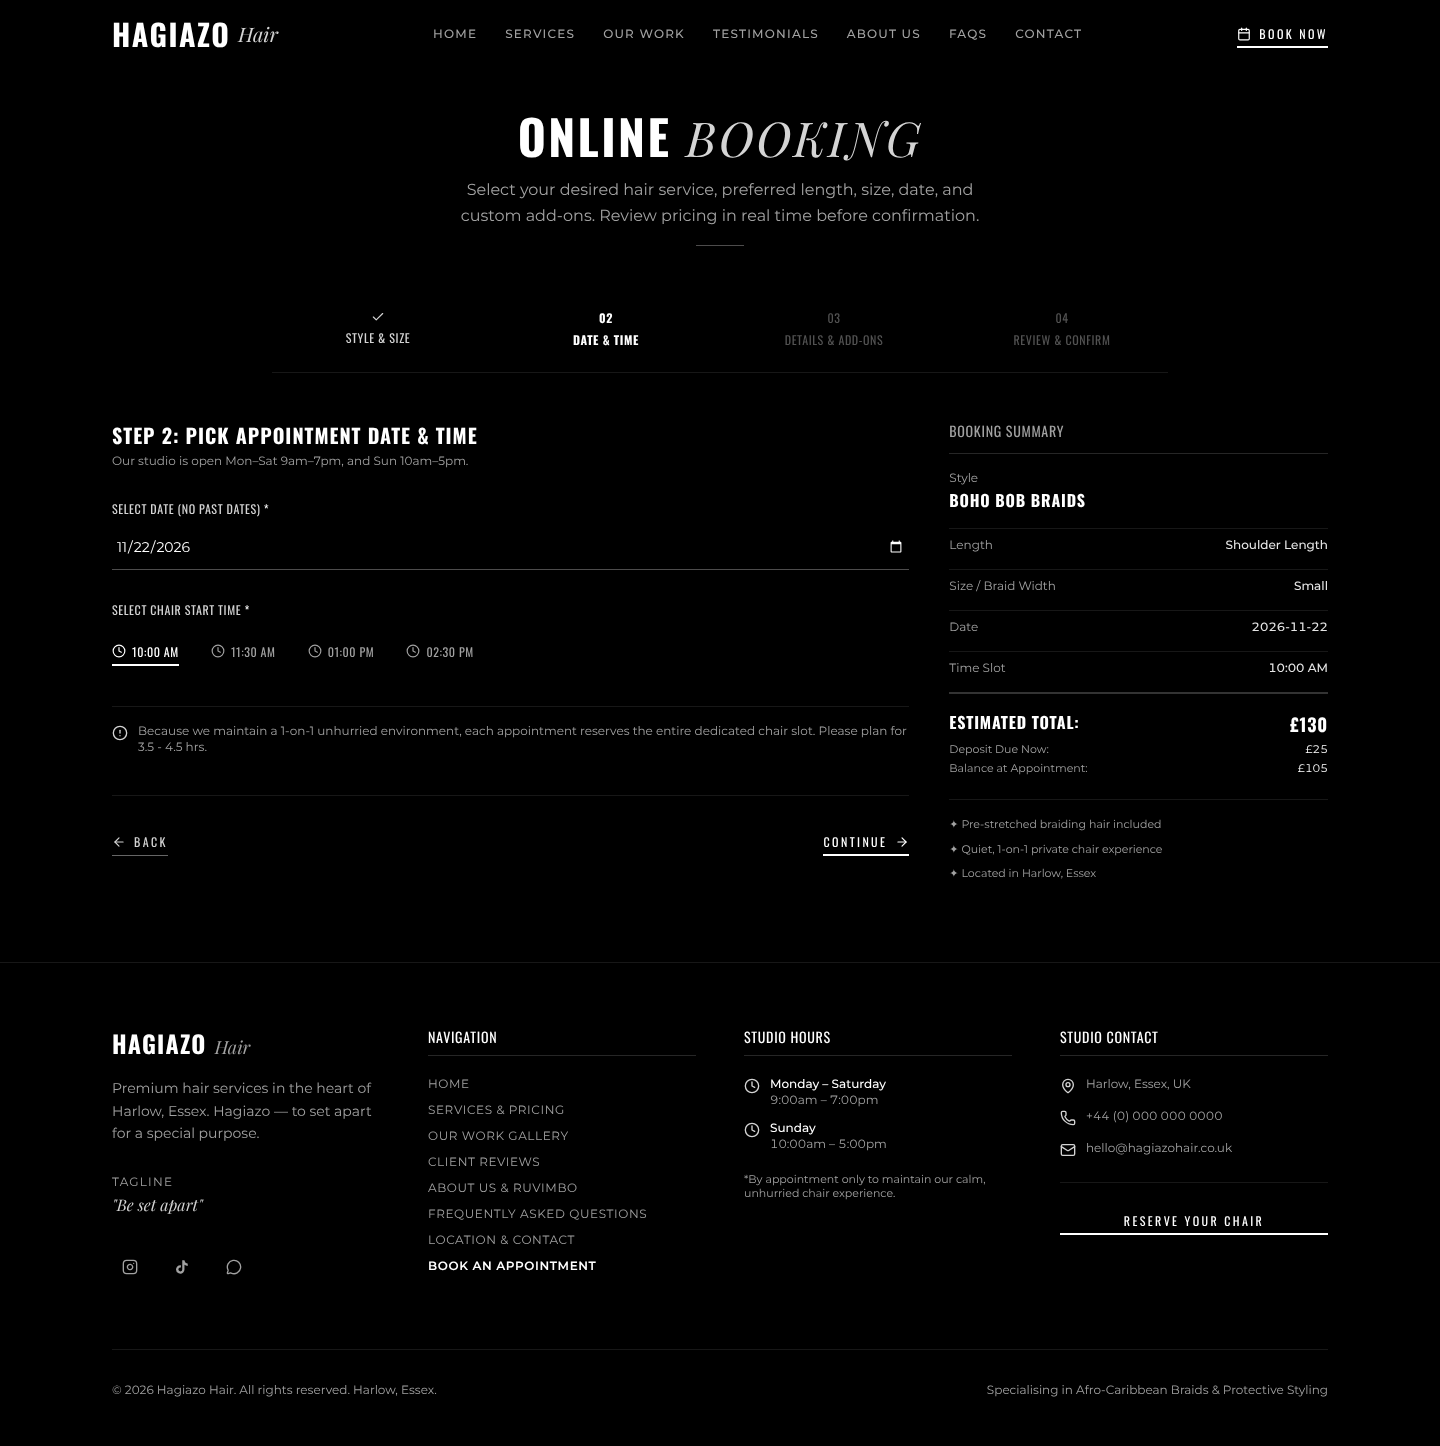 HAGIAZO Hair
HOME SERVICES OUR WORK TESTIMONIALS ABOUT US FAQS CONTACT
BOOK NOW
ONLINE BOOKING
Select your desired hair service, preferred length, size, date, and
custom add-ons. Review pricing in real time before confirmation.
STYLE & SIZE
02
DATE & TIME
03
DETAILS & ADD-ONS
04
REVIEW & CONFIRM
STEP 2: PICK APPOINTMENT DATE & TIME
Our studio is open Mon–Sat 9am–7pm, and Sun 10am–5pm.
SELECT DATE (NO PAST DATES) *
11/22/2026
SELECT CHAIR START TIME *
10:00 AM 11:30 AM 01:00 PM 02:30 PM
Because we maintain a 1-on-1 unhurried environment, each appointment reserves the entire dedicated chair slot. Please plan for
3.5 - 4.5 hrs.
BACK
CONTINUE
BOOKING SUMMARY
Style
BOHO BOB BRAIDS
Length Shoulder Length
Size / Braid Width Small
Date 2026-11-22
Time Slot 10:00 AM
ESTIMATED TOTAL: £130
Deposit Due Now: £25
Balance at Appointment: £105
✦ Pre-stretched braiding hair included
✦ Quiet, 1-on-1 private chair experience
✦ Located in Harlow, Essex
HAGIAZO Hair
Premium hair services in the heart of
Harlow, Essex. Hagiazo — to set apart
for a special purpose.
TAGLINE
"Be set apart"
NAVIGATION
HOME
SERVICES & PRICING
OUR WORK GALLERY
CLIENT REVIEWS
ABOUT US & RUVIMBO
FREQUENTLY ASKED QUESTIONS
LOCATION & CONTACT
BOOK AN APPOINTMENT
STUDIO HOURS
Monday – Saturday
9:00am – 7:00pm
Sunday
10:00am – 5:00pm
*By appointment only to maintain our calm,
unhurried chair experience.
STUDIO CONTACT
Harlow, Essex, UK
+44 (0) 000 000 0000
hello@hagiazohair.co.uk
RESERVE YOUR CHAIR
© 2026 Hagiazo Hair. All rights reserved. Harlow, Essex.
Specialising in Afro-Caribbean Braids & Protective Styling